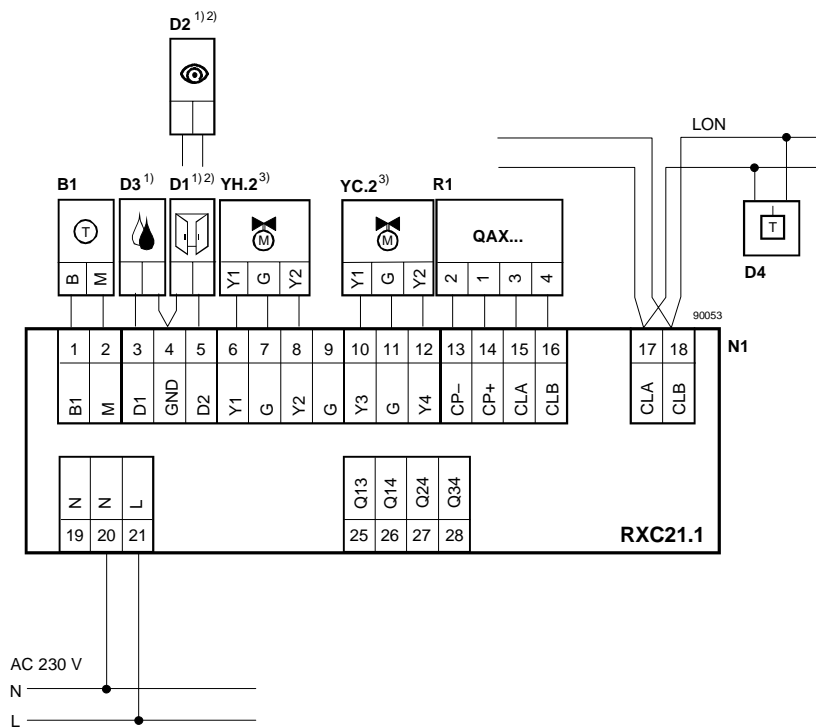 D2 1) 2)
LON
B1 D3 1) D1 1) 2) YH.2 3) YC.2 3) R1
T M M QAX... T
B M Y1 G Y2 Y1 G Y2 2 1 3 4
D4
90053
1 2 3 4 5 6 7 8 9 10 11 12 13 14 15 16 17 18 N1
B1 M D1 GND D2 Y1 G Y2 G Y3 G Y4 CP– CP+ CLA CLB CLA CLB
N N L Q13 Q14 Q24 Q34
19 20 21 25 26 27 28 RXC21.1
AC 230 V
N
L